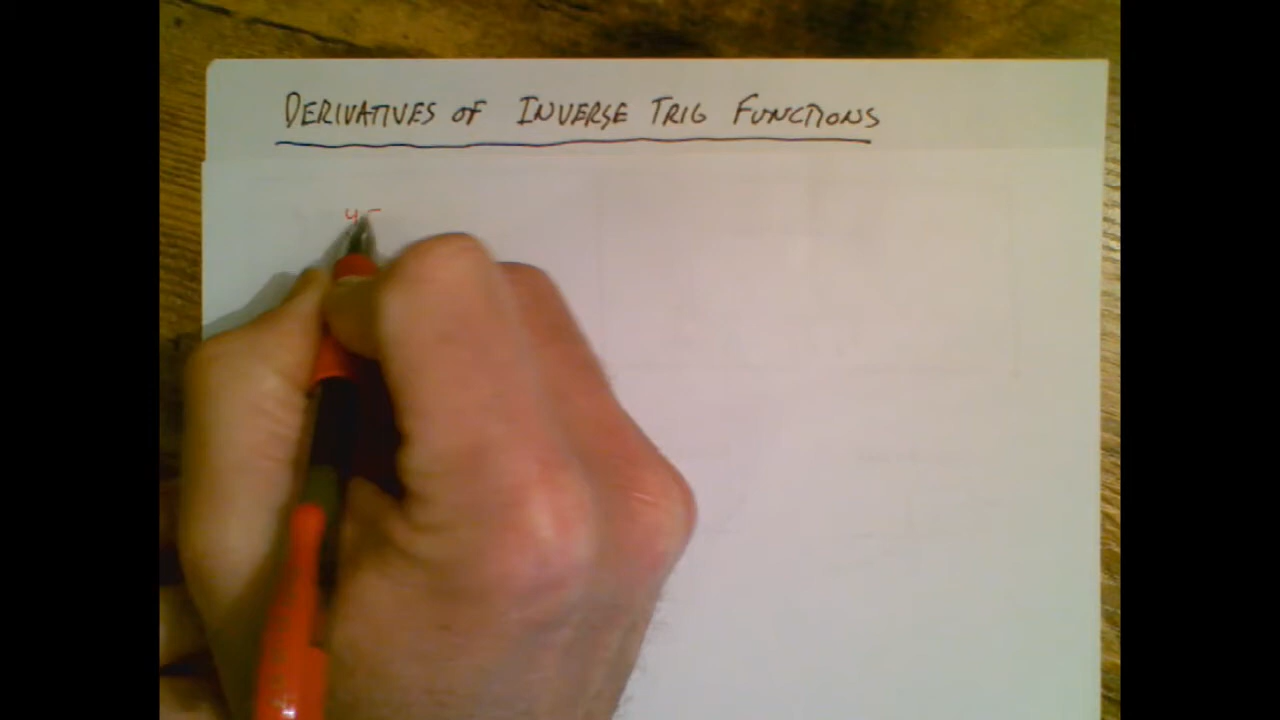 DERIVATIVES OF INVERSE TRIG FUNCTIONS
y -